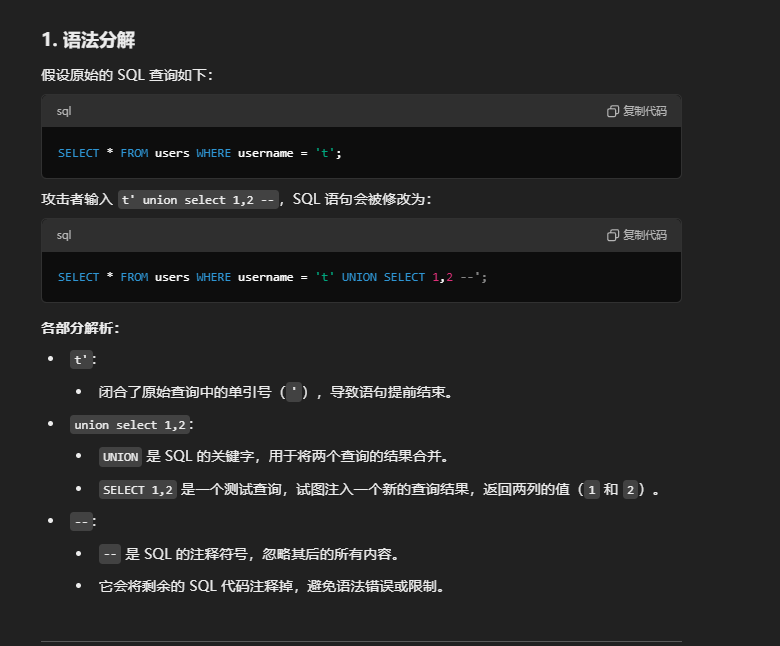 1. 语法分解
假设原始的 SQL 查询如下：
sql
复制代码
SELECT * FROM users WHERE username = 't';
攻击者输入 t' union select 1,2 --，SQL 语句会被修改为：
sql
复制代码
SELECT * FROM users WHERE username = 't' UNION SELECT 1,2 --';
各部分解析：
• t'：
• 闭合了原始查询中的单引号（'），导致语句提前结束。
• union select 1,2：
• UNION 是 SQL 的关键字，用于将两个查询的结果合并。
• SELECT 1,2 是一个测试查询，试图注入一个新的查询结果，返回两列的值（1 和 2）。
• --：
• -- 是 SQL 的注释符号，忽略其后的所有内容。
• 它会将剩余的 SQL 代码注释掉，避免语法错误或限制。